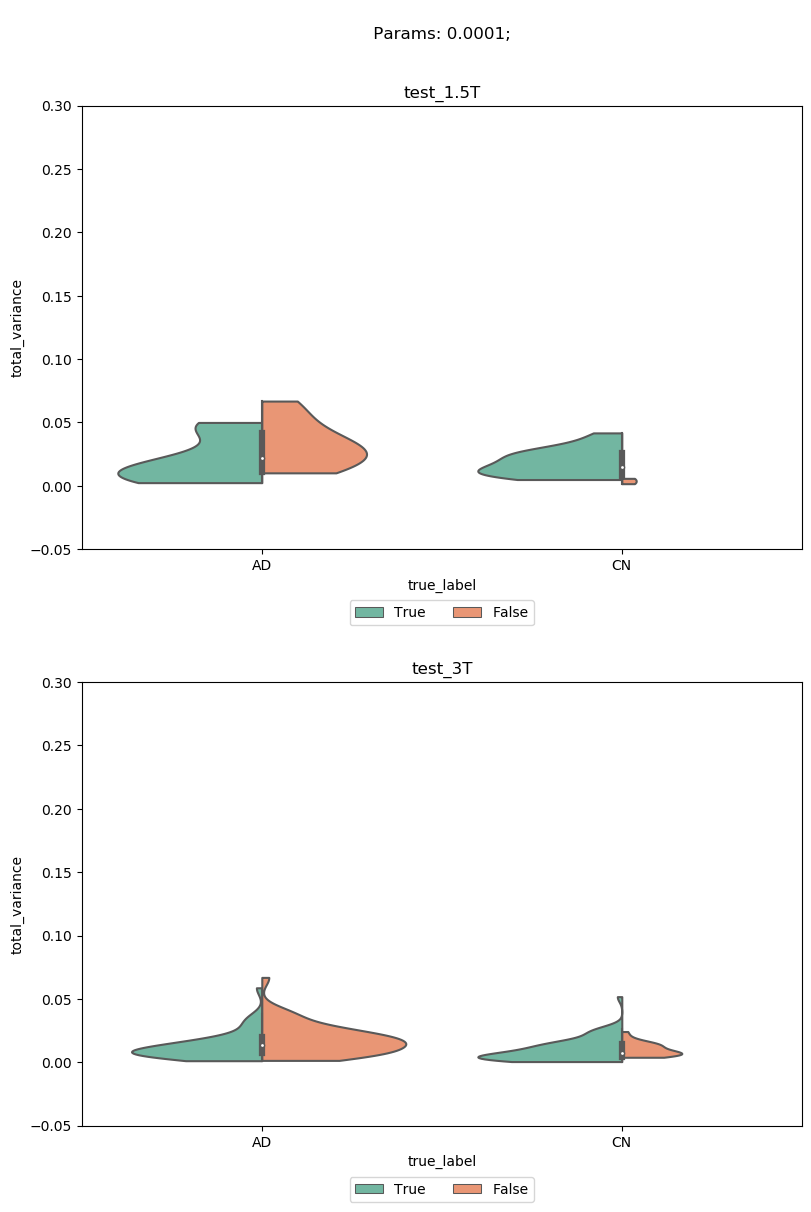 Params: 0.0001;
test_1.5T
0.30
0.25
0.20
0.15
0.10
0.05
0.00
−0.05
total_variance
AD CN
true_label
True False
test_3T
0.30
0.25
0.20
0.15
0.10
0.05
0.00
−0.05
total_variance
AD CN
true_label
True False